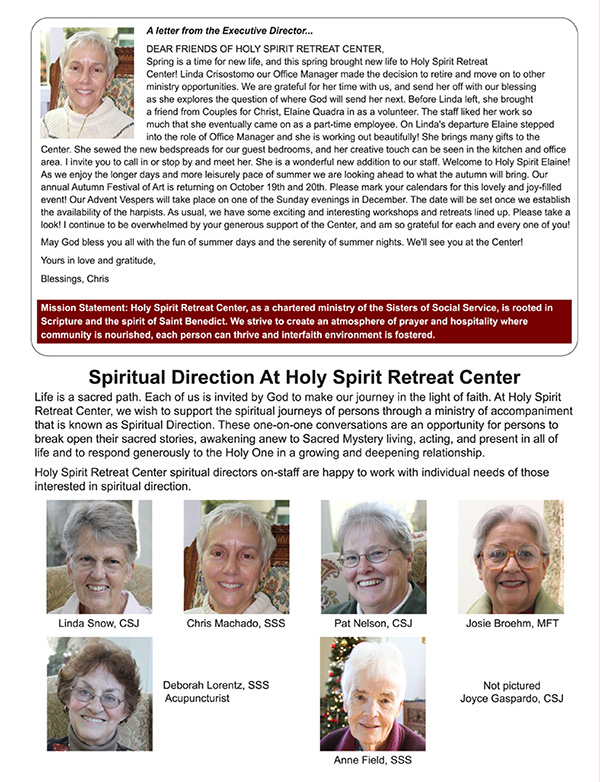 A letter from the Executive Director...
DEAR FRIENDS OF HOLY SPIRIT RETREAT CENTER,
Spring is a time for new life, and this spring brought new life to Holy Spirit Retreat
Center! Linda Crisostomo our Office Manager made the decision to retire and move on to other
ministry opportunities. We are grateful for her time with us, and send her off with our blessing
as she explores the question of where God will send her next. Before Linda left, she brought
a friend from Couples for Christ, Elaine Quadra in as a volunteer. The staff liked her work so
much that she eventually came on as a part-time employee. On Linda's departure Elaine stepped
into the role of Office Manager and she is working out beautifully! She brings many gifts to the
Center. She sewed the new bedspreads for our guest bedrooms, and her creative touch can be seen in the kitchen and office
area. I invite you to call in or stop by and meet her. She is a wonderful new addition to our staff. Welcome to Holy Spirit Elaine!
As we enjoy the longer days and more leisurely pace of summer we are looking ahead to what the autumn will bring. Our
annual Autumn Festival of Art is returning on October 19th and 20th. Please mark your calendars for this lovely and joy-filled
event! Our Advent Vespers will take place on one of the Sunday evenings in December. The date will be set once we establish
the availability of the harpists. As usual, we have some exciting and interesting workshops and retreats lined up. Please take a
look! I continue to be overwhelmed by your generous support of the Center, and am so grateful for each and every one of you!
May God bless you all with the fun of summer days and the serenity of summer nights. We'll see you at the Center!
Yours in love and gratitude,
Blessings, Chris
Mission Statement: Holy Spirit Retreat Center, as a chartered ministry of the Sisters of Social Service, is rooted in
Scripture and the spirit of Saint Benedict. We strive to create an atmosphere of prayer and hospitality where
community is nourished, each person can thrive and interfaith environment is fostered.
Spiritual Direction At Holy Spirit Retreat Center
Life is a sacred path. Each of us is invited by God to make our journey in the light of faith. At Holy Spirit
Retreat Center, we wish to support the spiritual journeys of persons through a ministry of accompaniment
that is known as Spiritual Direction. These one-on-one conversations are an opportunity for persons to
break open their sacred stories, awakening anew to Sacred Mystery living, acting, and present in all of
life and to respond generously to the Holy One in a growing and deepening relationship.
Holy Spirit Retreat Center spiritual directors on-staff are happy to work with individual needs of those
interested in spiritual direction.
Linda Snow, CSJ
Chris Machado, SSS
Pat Nelson, CSJ
Josie Broehm, MFT
Deborah Lorentz, SSS
Acupuncturist
Anne Field, SSS
Not pictured
Joyce Gaspardo, CSJ